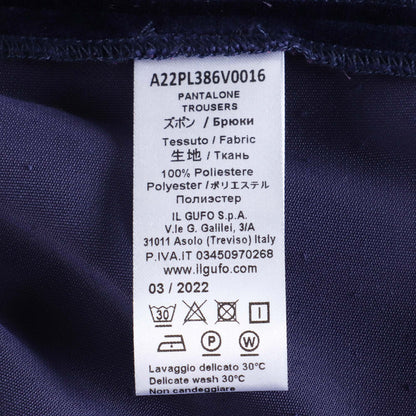 A22PL386V0016
PANTALONE
TROUSERS
ズボン / Брюки
Tessuto / Fabric
生地 / Ткань
100% Poliestere
Polyester / ポリエステル
Полиэстер
IL GUFO S.p.A.
V.le G. Galilei, 3/A
31011 Asolo (Treviso) Italy
P.IVA.IT 03450970268
www.ilgufo.com
03 / 2022
30 I
P W
Lavaggio delicato 30°C
Delicate wash 30°C
Non candeggiare